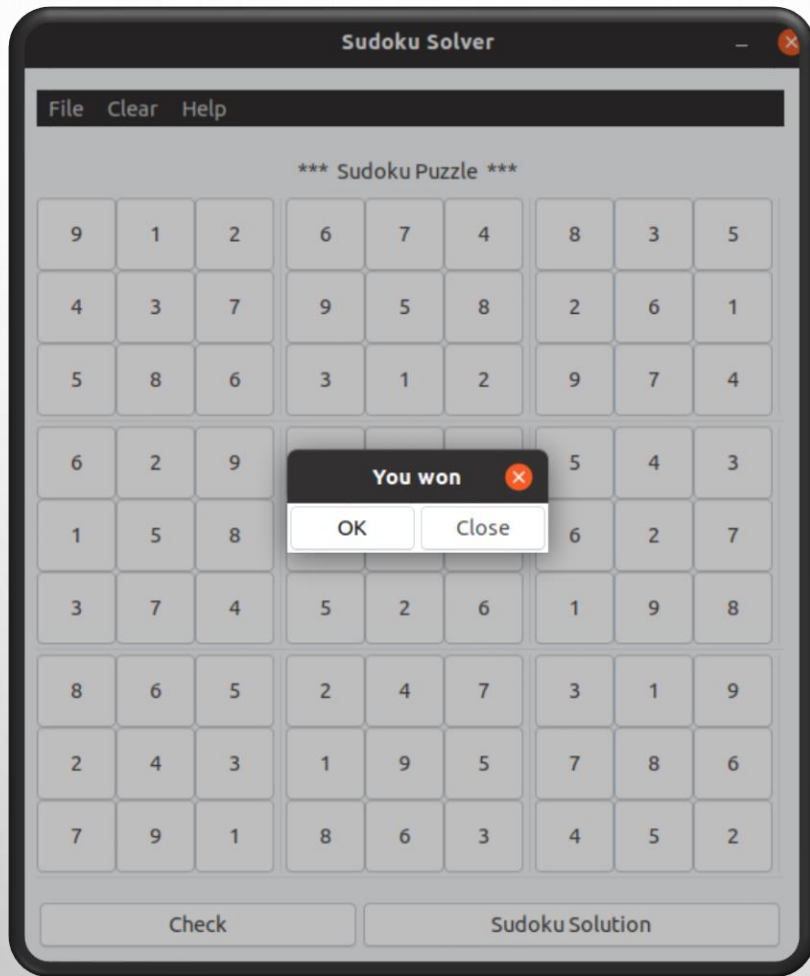 Sudoku Solver
File Clear Help
*** Sudoku Puzzle ***
9 1 2 6 7 4 8 3 5
4 3 7 9 5 8 2 6 1
5 8 6 3 1 2 9 7 4
6 2 9 5 4 3
You won
1 5 8 6 2 7
OK Close
3 7 4 5 2 6 1 9 8
8 6 5 2 4 7 3 1 9
2 4 3 1 9 5 7 8 6
7 9 1 8 6 3 4 5 2
Check Sudoku Solution